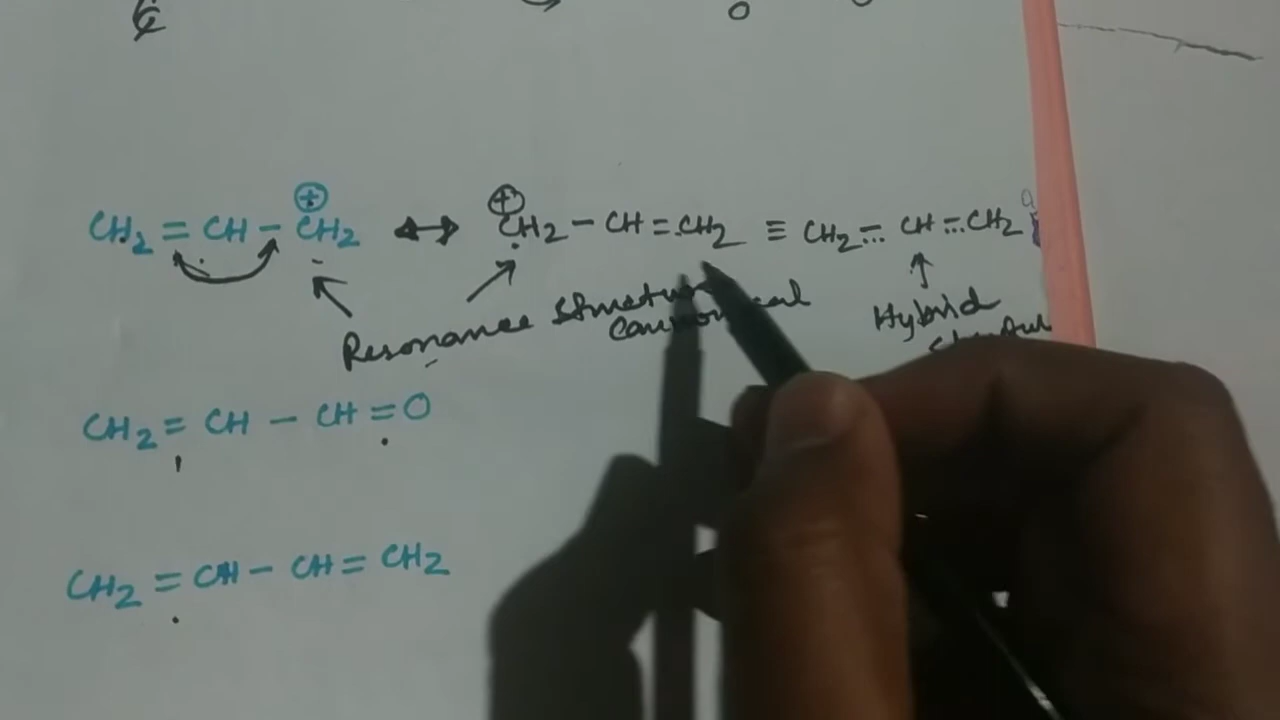 ⊕ ⊕
CH2 = CH - CH2 ↔ CH2 - CH = CH2 ≡ CH2 ⋯ CH ⋯ CH2
Resonance
Hybrid
CH2 = CH - CH = O
CH2 = CH - CH = CH2